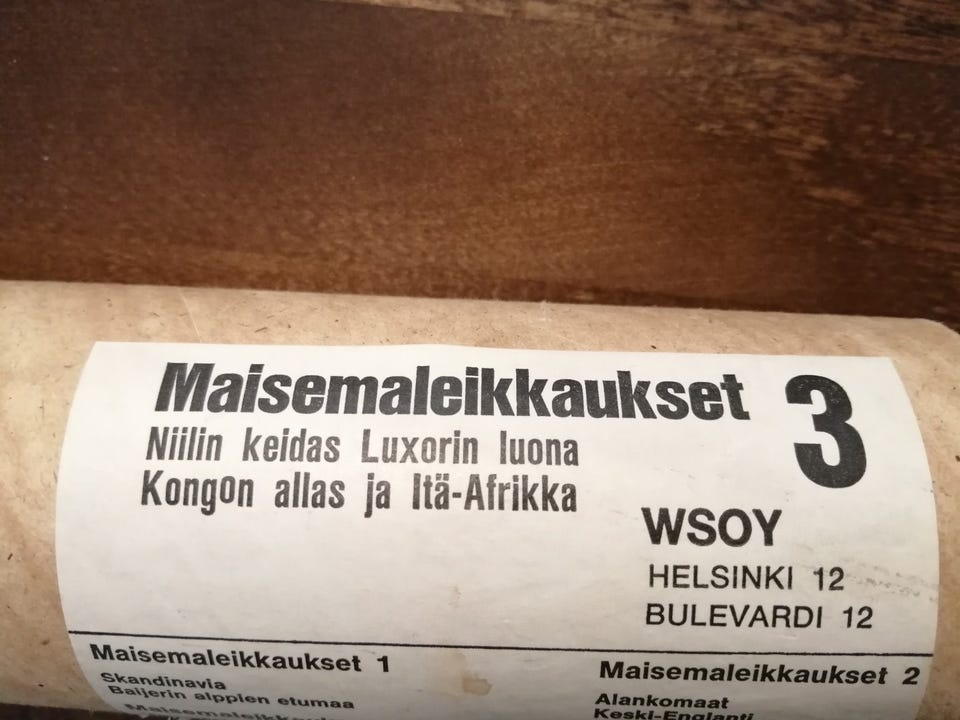 Maisemaleikkaukset 3
Niilin keidas Luxorin luona
Kongon allas ja Itä-Afrikka
WSOY
HELSINKI 12
BULEVARDI 12
Maisemaleikkaukset 1
Skandinavia
Baijerin alppien etumaa
Maisemaleikkaukset 2
Alankomaat
Keski-Englanti